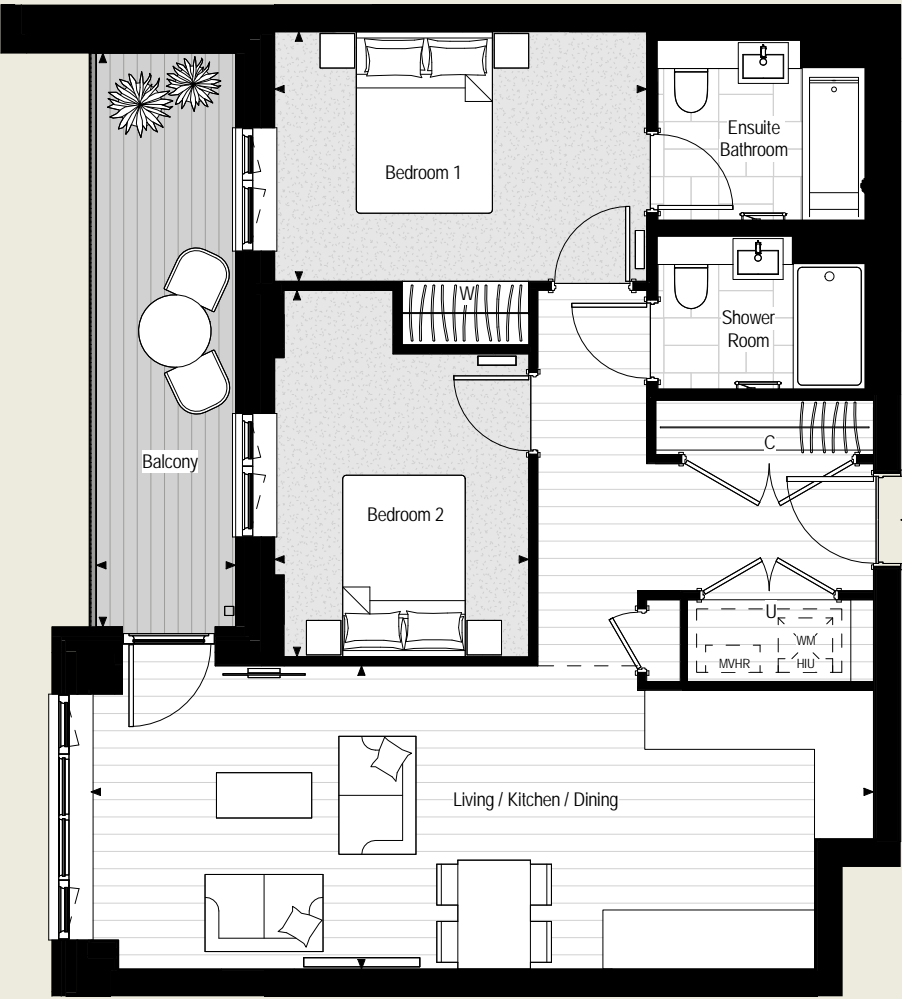 Ensuite
Bathroom
Bedroom 1
W
Shower
Room
C
Balcony
Bedroom 2
U
WM
MVHR
HIU
Living / Kitchen / Dining